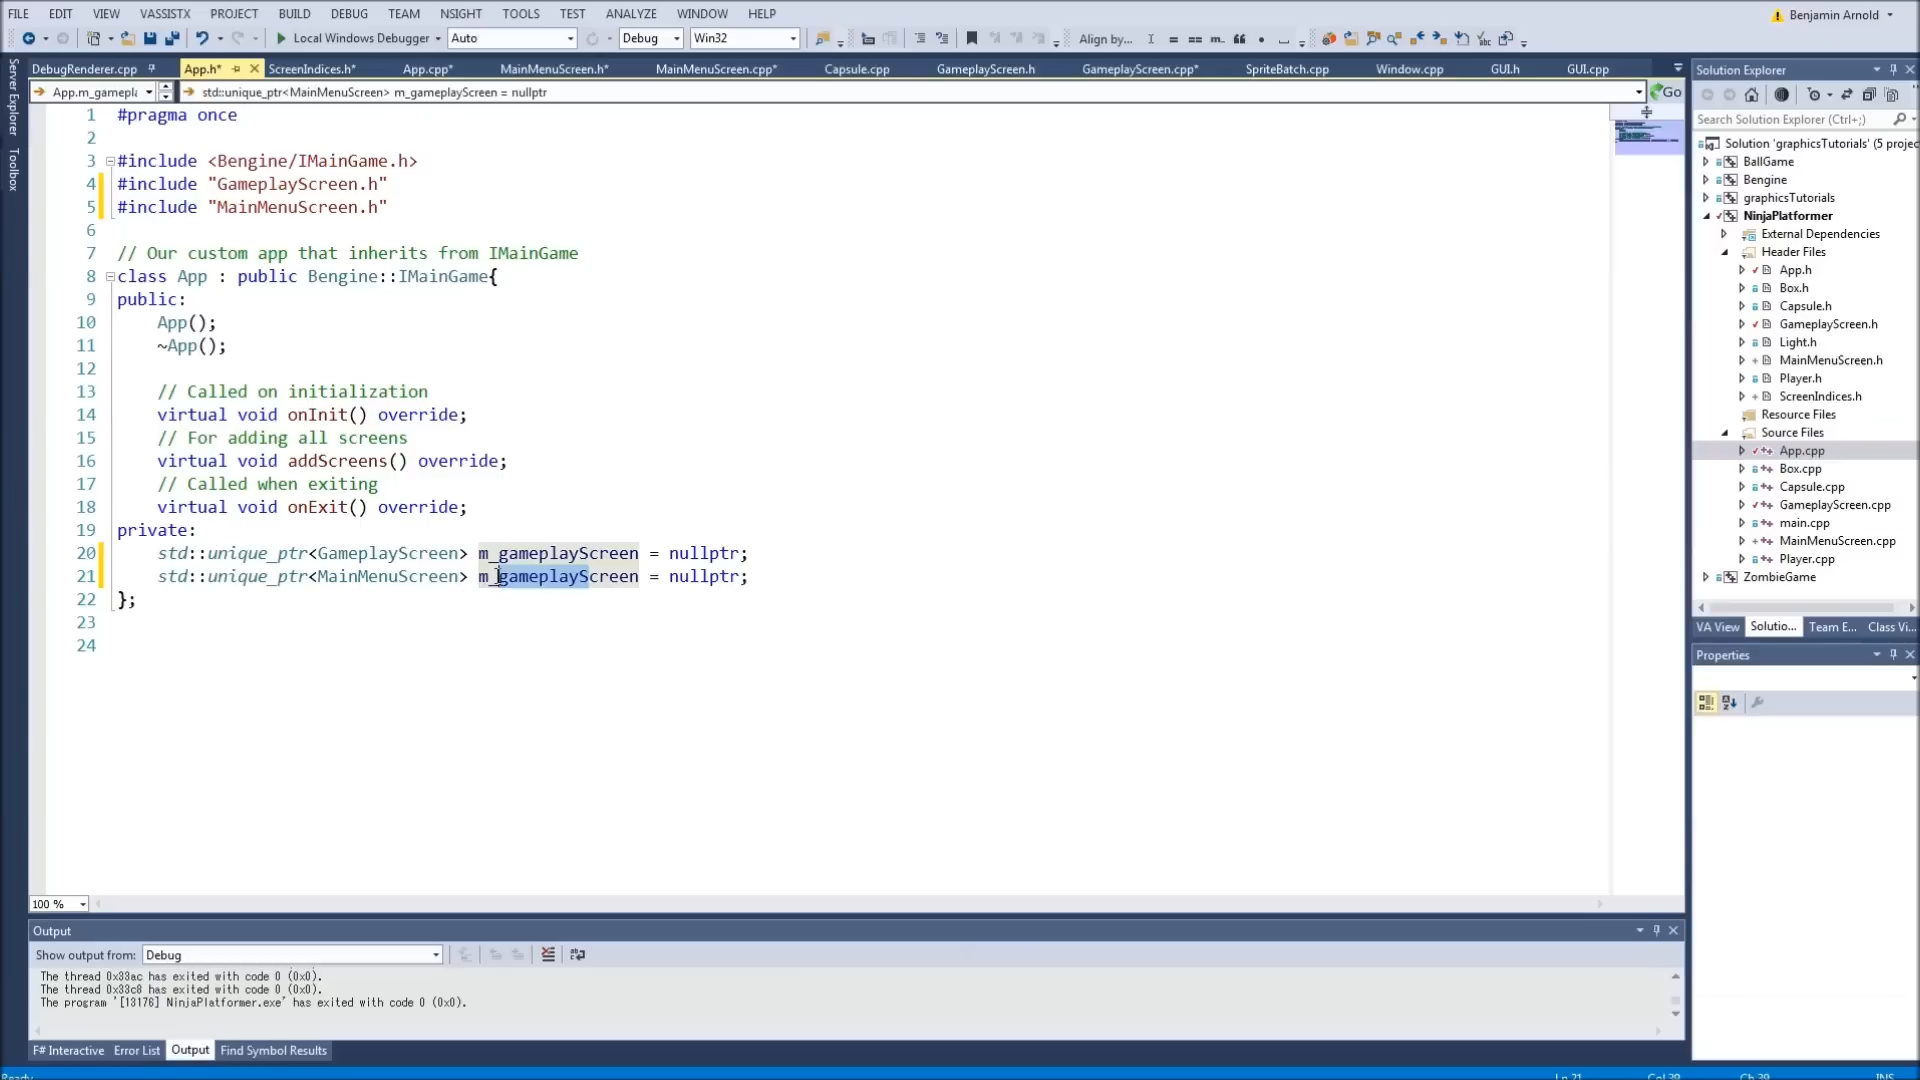 FILE EDIT VIEW VASSISTX PROJECT BUILD DEBUG TEAM NSIGHT TOOLS TEST ANALYZE WINDOW HELP
Benjamin Arnold
Local Windows Debugger Auto Debug Win32 Align by...
Server Explorer
Toolbox
DebugRenderer.cpp App.h* ScreenIndices.h* App.cpp* MainMenuScreen.h* MainMenuScreen.cpp* Capsule.cpp GameplayScreen.h GameplayScreen.cpp* SpriteBatch.cpp Window.cpp GUI.h GUI.cpp
std::unique_ptr<MainMenuScreen> m_gameplayScreen = nullptr Go
1 #pragma once
2
3 #include <Bengine/IMainGame.h>
4 #include "GameplayScreen.h"
5 #include "MainMenuScreen.h"
6
7 // Our custom app that inherits from IMainGame
8 class App : public Bengine::IMainGame{
9 public:
10 App();
11 ~App();
12
13 // Called on initialization
14 virtual void onInit() override;
15 // For adding all screens
16 virtual void addScreens() override;
17 // Called when exiting
18 virtual void onExit() override;
19 private:
20 std::unique_ptr<GameplayScreen> m_gameplayScreen = nullptr;
21 std::unique_ptr<MainMenuScreen> m_gameplayScreen = nullptr;
22 };
23
24
100 %
Solution Explorer
Search Solution Explorer (Ctrl+;)
Solution 'graphicsTutorials' (5 projec
BallGame
Bengine
graphicsTutorials
NinjaPlatformer
External Dependencies
Header Files
App.h
Box.h
Capsule.h
GameplayScreen.h
Light.h
MainMenuScreen.h
Player.h
ScreenIndices.h
Resource Files
Source Files
App.cpp
Box.cpp
Capsule.cpp
GameplayScreen.cpp
main.cpp
MainMenuScreen.cpp
Player.cpp
ZombieGame
VA View Solutio... Team E... Class Vi...
Properties
Output
Show output from: Debug
The thread 0x33ac has exited with code 0 (0x0).
The thread 0x33c8 has exited with code 0 (0x0).
The program '[13176] NinjaPlatformer.exe' has exited with code 0 (0x0).
F# Interactive Error List Output Find Symbol Results